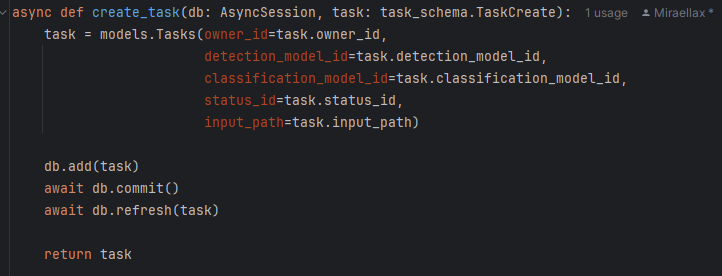 async def create_task(db: AsyncSession, task: task_schema.TaskCreate): 1 usage Miraellax *
    task = models.Tasks(owner_id=task.owner_id,
                        detection_model_id=task.detection_model_id,
                        classification_model_id=task.classification_model_id,
                        status_id=task.status_id,
                        input_path=task.input_path)
    db.add(task)
    await db.commit()
    await db.refresh(task)
    return task